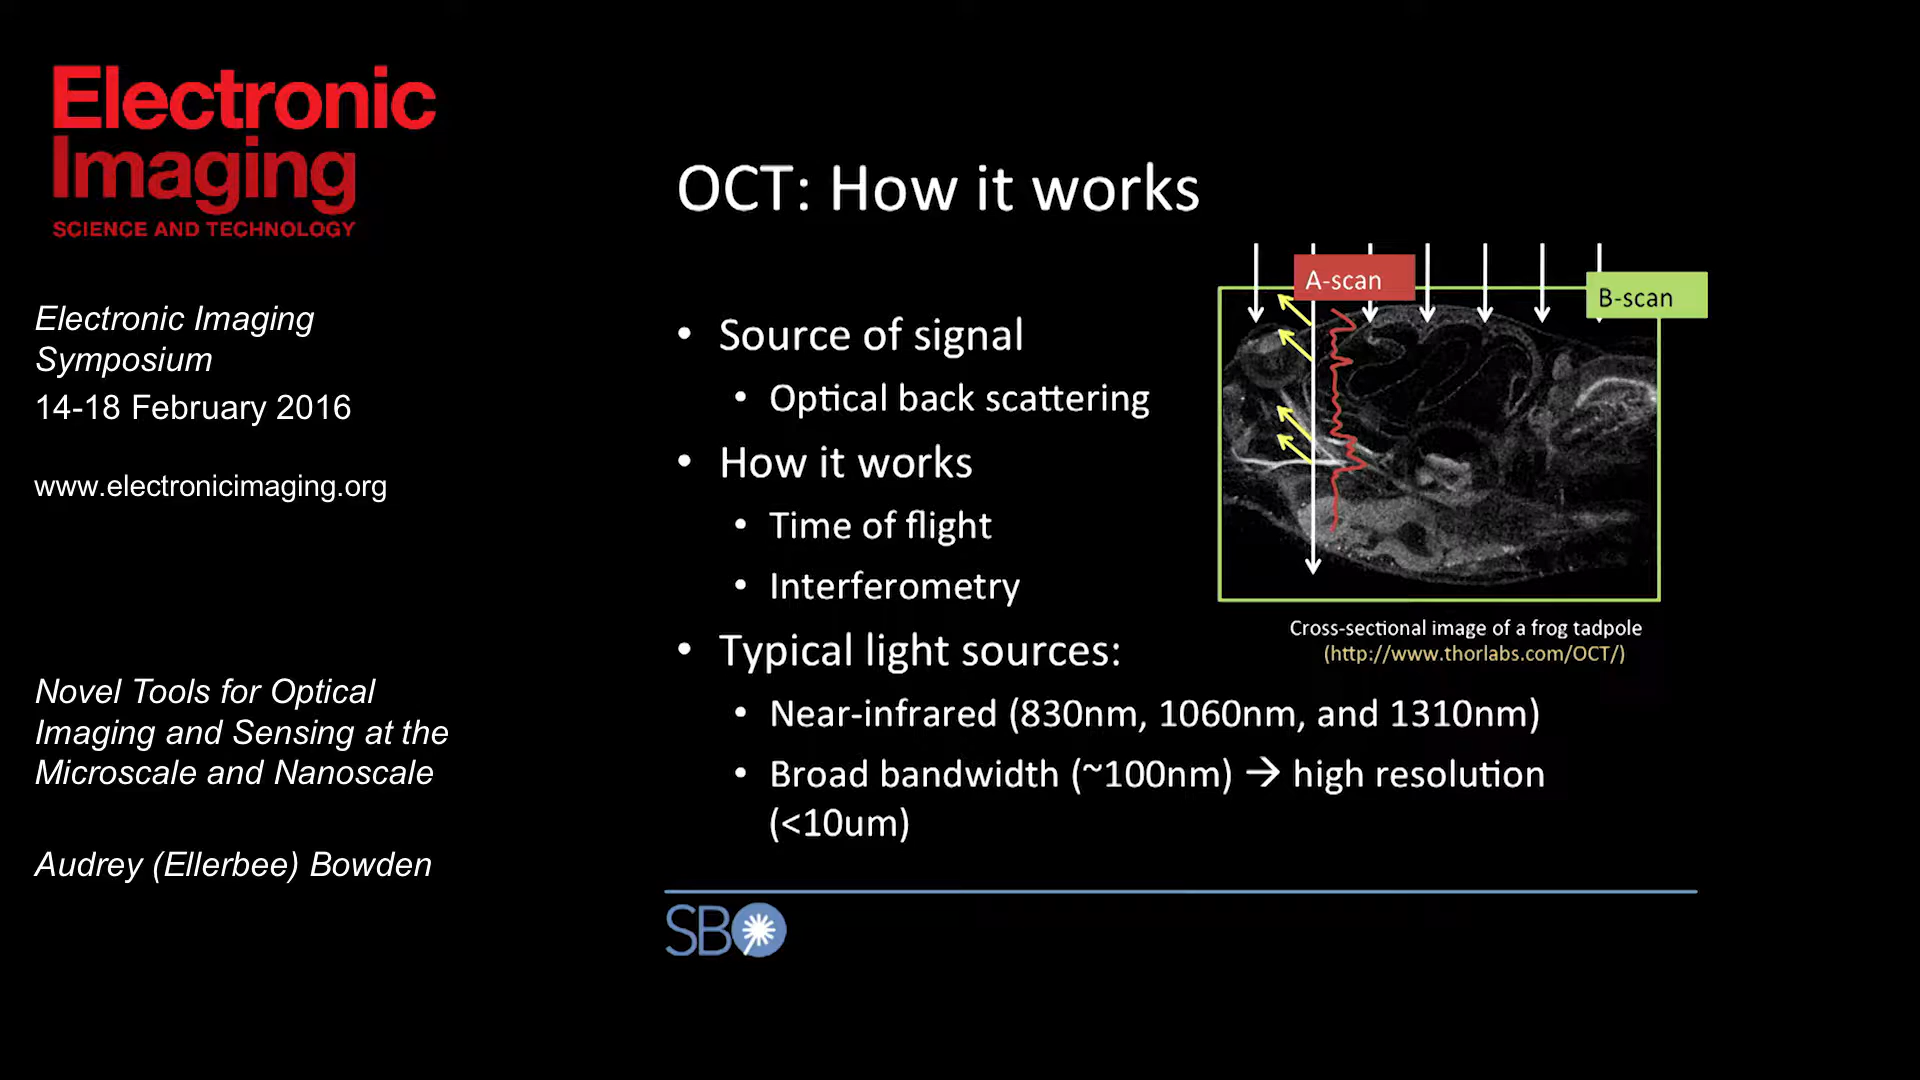 Electronic
Imaging
SCIENCE AND TECHNOLOGY
Electronic Imaging
Symposium
14-18 February 2016
www.electronicimaging.org
Novel Tools for Optical
Imaging and Sensing at the
Microscale and Nanoscale
Audrey (Ellerbee) Bowden
OCT: How it works
• Source of signal
• Optical back scattering
• How it works
• Time of flight
• Interferometry
• Typical light sources:
• Near-infrared (830nm, 1060nm, and 1310nm)
• Broad bandwidth (~100nm) → high resolution
(<10um)
A-scan
B-scan
Cross-sectional image of a frog tadpole
(http://www.thorlabs.com/OCT/)
SBO